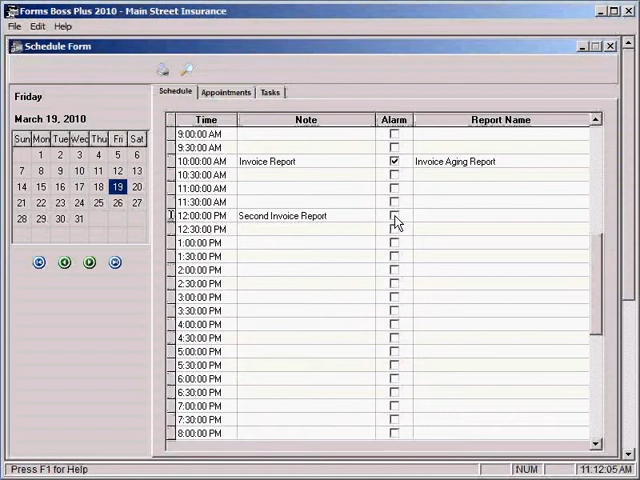 Forms Boss Plus 2010 - Main Street Insurance
File Edit Help
Schedule Form
Friday
March 19, 2010
Sun Mon Tue Wed Thu Fri Sat
1 2 3 4 5 6
7 8 9 10 11 12 13
14 15 16 17 18 19 20
21 22 23 24 25 26 27
28 29 30 31
Schedule Appointments Tasks
Time Note Alarm Report Name
9:00:00 AM
9:30:00 AM
10:00:00 AM Invoice Report Invoice Aging Report
10:30:00 AM
11:00:00 AM
11:30:00 AM
12:00:00 PM Second Invoice Report
12:30:00 PM
1:00:00 PM
1:30:00 PM
2:00:00 PM
2:30:00 PM
3:00:00 PM
3:30:00 PM
4:00:00 PM
4:30:00 PM
5:00:00 PM
5:30:00 PM
6:00:00 PM
6:30:00 PM
7:00:00 PM
7:30:00 PM
8:00:00 PM
Press F1 for Help NUM 11:12:05 AM